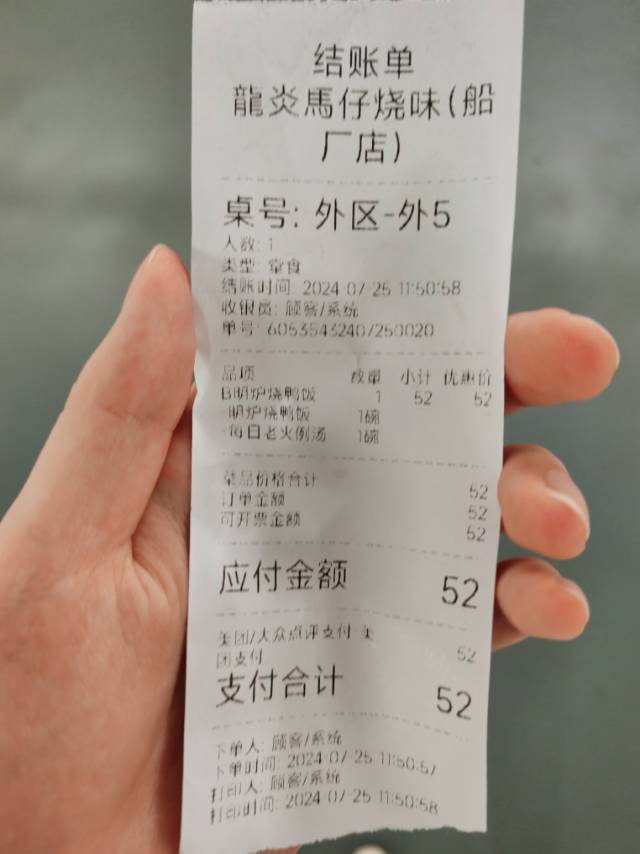 结账单
龍炎馬仔烧味(船
厂店)
桌号: 外区-外5
人数: 1
类型: 堂食
结账时间: 2024-07-25 11:50:58
收银员: 顾客/系统
单号: 60535432407250020
品项 数量 小计 优惠价
B明炉烧鸭饭 1 52 52
-明炉烧鸭饭 1碗
-每日老火例汤 1碗
菜品价格合计 52
订单金额 52
可开票金额 52
应付金额 52
美团/大众点评支付 美
团支付 52
支付合计 52
下单人: 顾客/系统
下单时间: 2024-07-25 11:50:57
打印人: 顾客/系统
打印时间: 2024-07-25 11:50:58